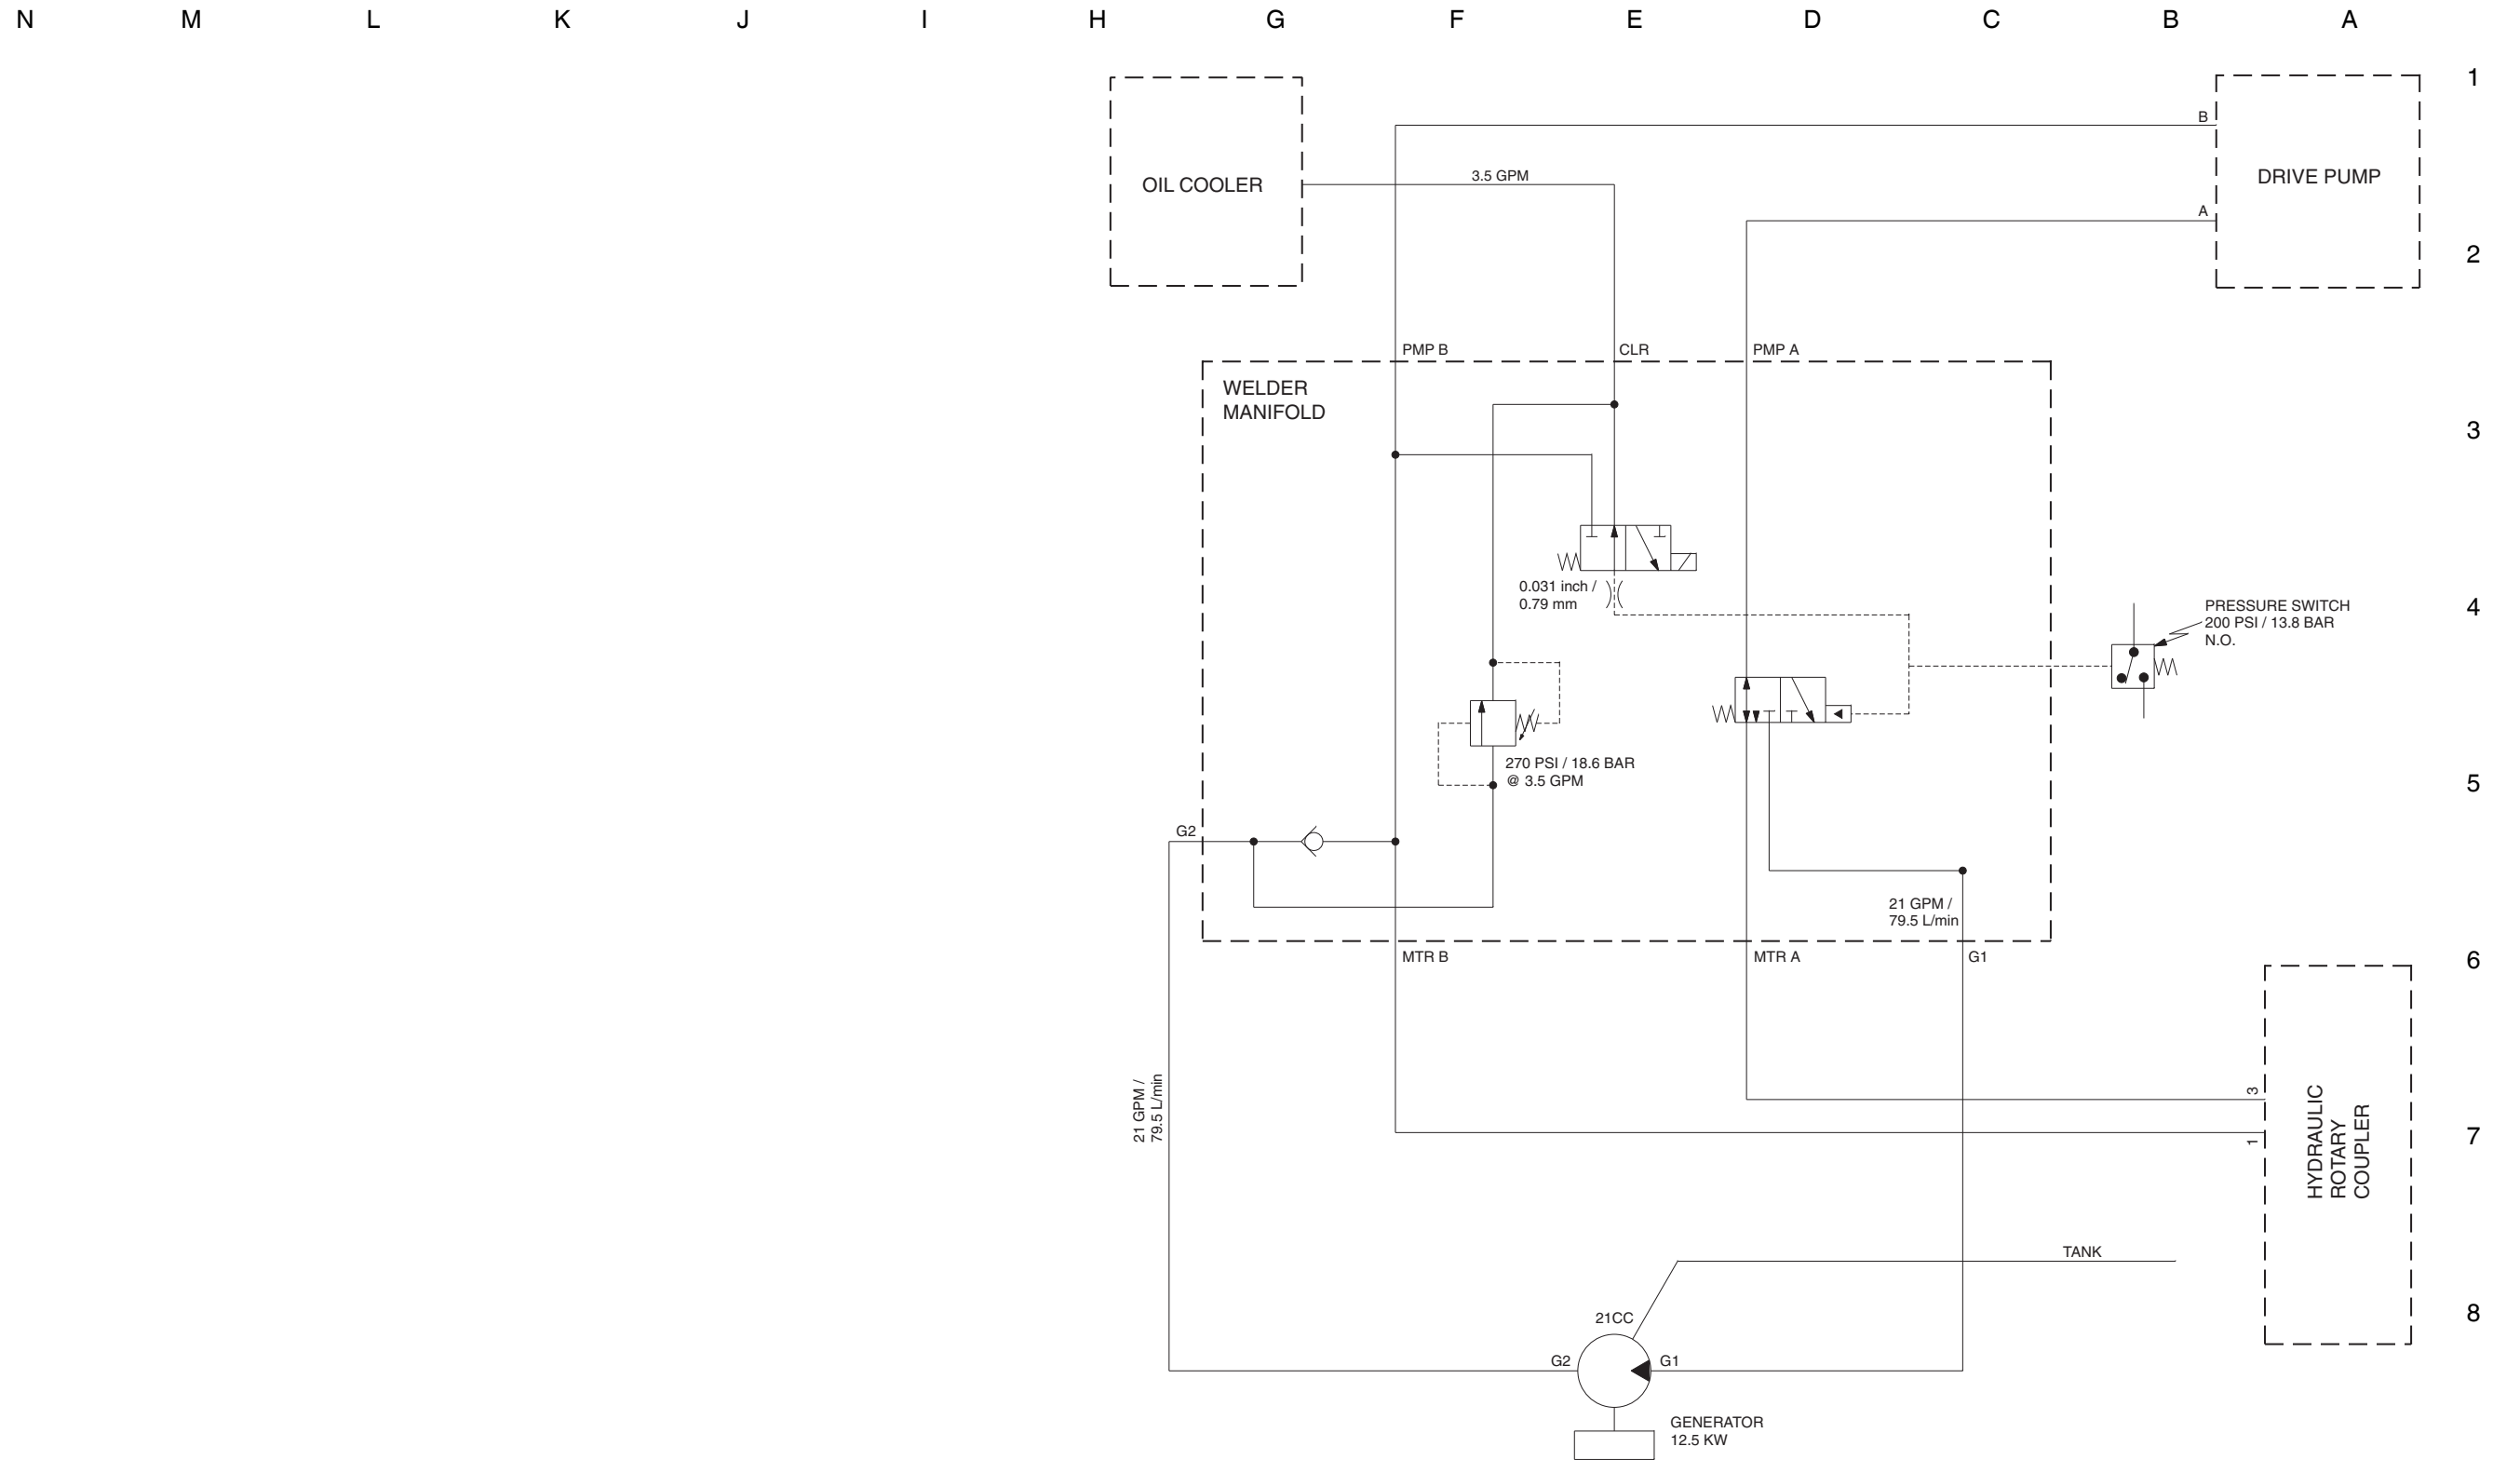 N M L K J I H G F E D C B A
1
B
OIL COOLER
3.5 GPM
DRIVE PUMP
A
2
PMP B
CLR
PMP A
WELDER
MANIFOLD
3
0.031 inch /
0.79 mm
4
PRESSURE SWITCH
200 PSI / 13.8 BAR
N.O.
270 PSI / 18.6 BAR
@ 3.5 GPM
5
G2
21 GPM /
79.5 L/min
MTR B
MTR A
G1
6
21 GPM /
79.5 L/min
3
1
HYDRAULIC
ROTARY
COUPLER
7
TANK
21CC
8
G2
G1
GENERATOR
12.5 KW